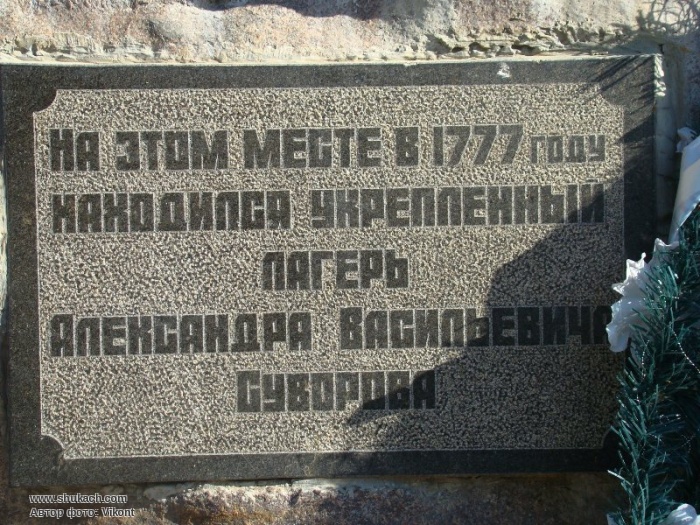 На этом месте в 1777 году
находился укрепленный
лагерь
Александра Васильевича
Суворова
www.shukach.com
Автор фото: Vikont